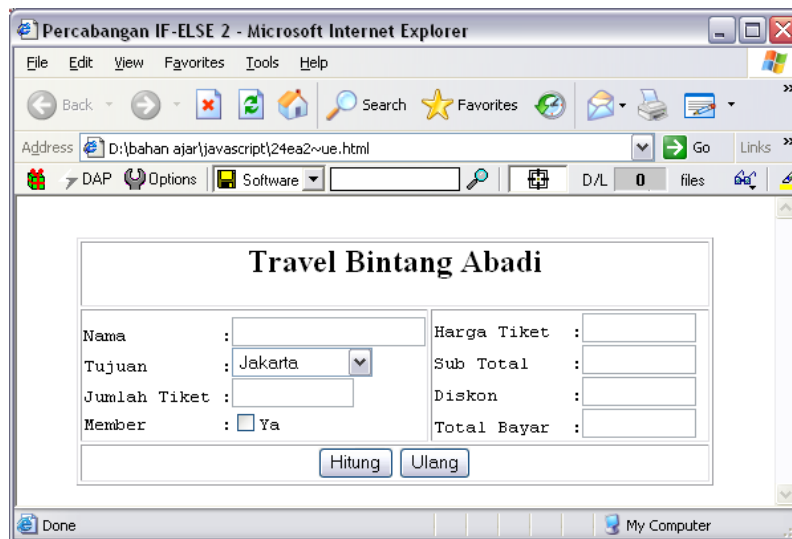 Percabangan IF-ELSE 2 - Microsoft Internet Explorer
File Edit View Favorites Tools Help
Back Search Favorites
Address D:\bahan ajar\javascript\24ea2~ue.html Go Links
DAP Options Software D/L 0 files
Travel Bintang Abadi
Nama :
Tujuan : Jakarta
Jumlah Tiket :
Member : Ya
Harga Tiket :
Sub Total :
Diskon :
Total Bayar :
Hitung Ulang
Done My Computer